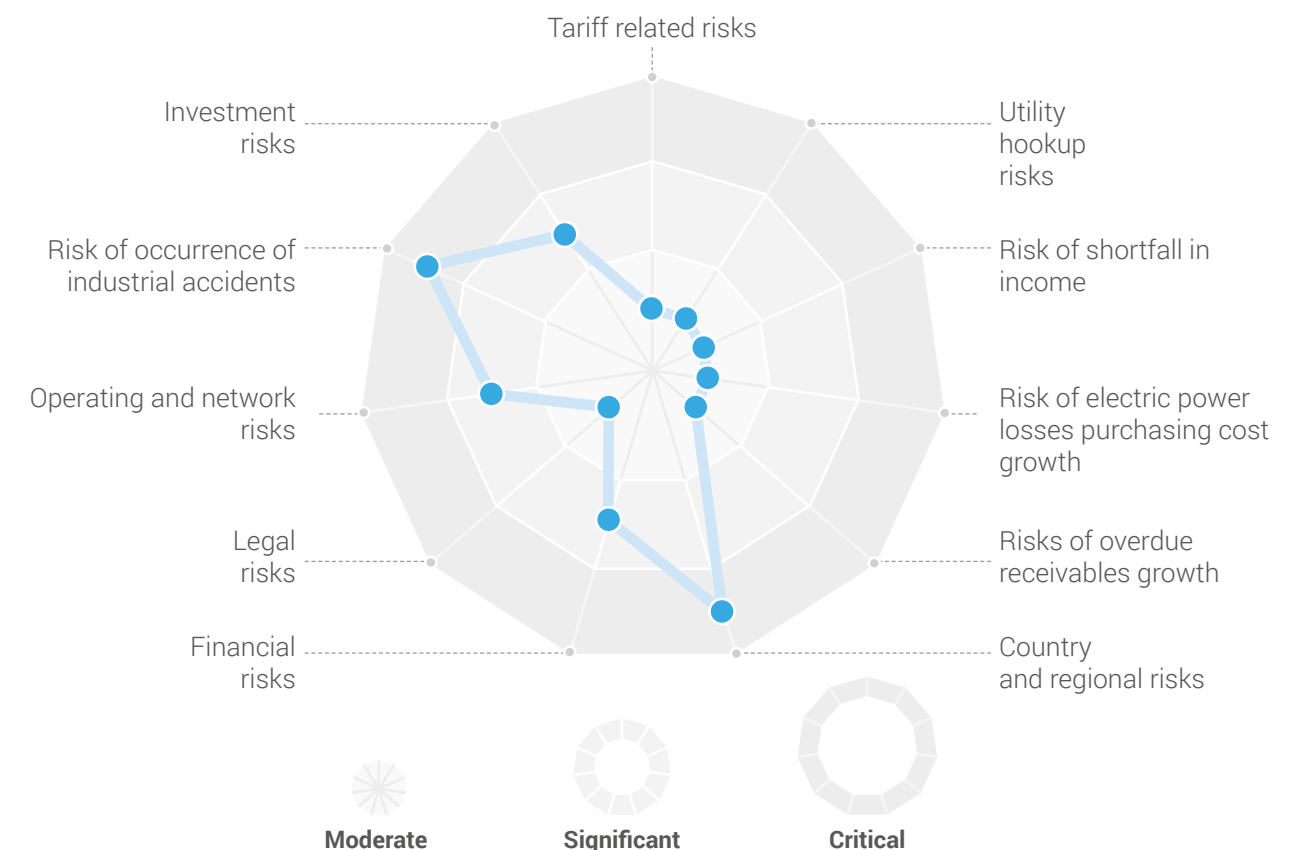 Tariff related risks
Investment
risks
Utility
hookup
risks
Risk of occurrence of
industrial accidents
Risk of shortfall in
income
Operating and network
risks
Risk of electric power
losses purchasing cost
growth
Legal
risks
Risks of overdue
receivables growth
Financial
risks
Country
and regional risks
Moderate
Significant
Critical